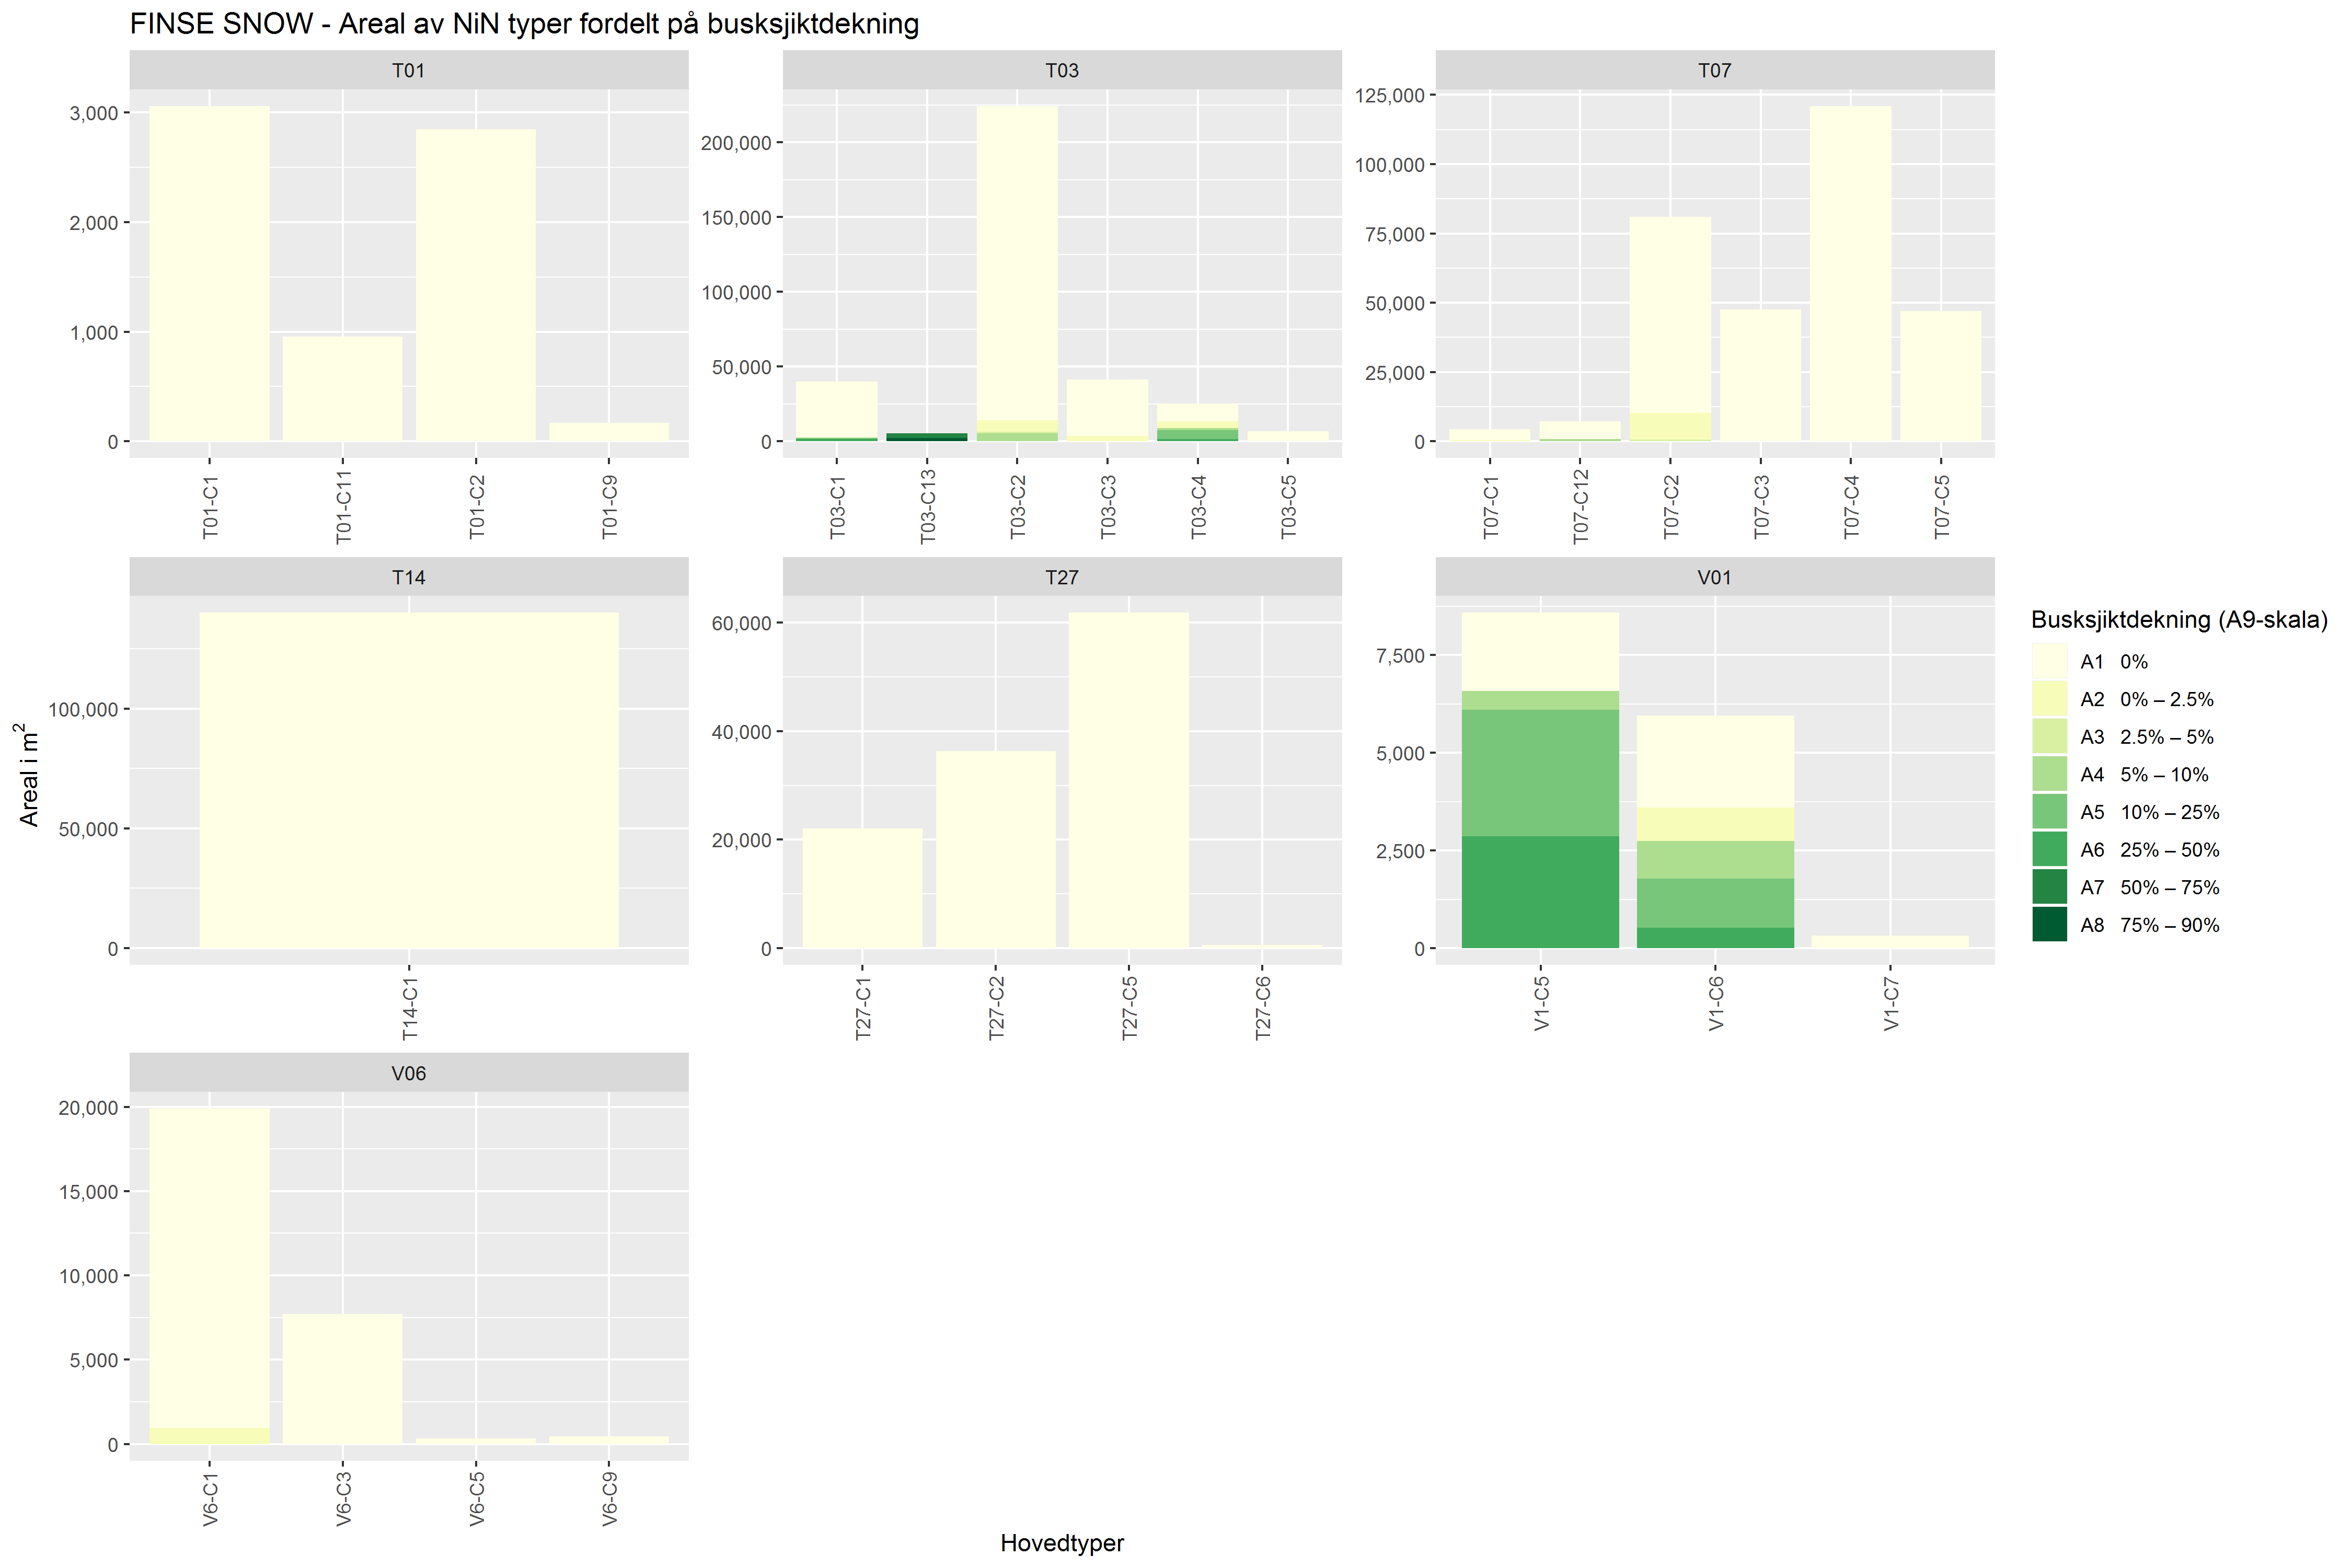 FINSE SNOW - Areal av NiN typer fordelt på busksjiktdekning
T01
3,000
2,000
1,000
0
T01-C1
T01-C11
T01-C2
T01-C9
T03
200,000
150,000
100,000
50,000
0
T03-C1
T03-C13
T03-C2
T03-C3
T03-C4
T03-C5
T07
125,000
100,000
75,000
50,000
25,000
0
T07-C1
T07-C12
T07-C2
T07-C3
T07-C4
T07-C5
T14
100,000
50,000
0
T14-C1
T27
60,000
40,000
20,000
0
T27-C1
T27-C2
T27-C5
T27-C6
V01
7,500
5,000
2,500
0
V1-C5
V1-C6
V1-C7
V06
20,000
15,000
10,000
5,000
0
V6-C1
V6-C3
V6-C5
V6-C9
Areal i m²
Hovedtyper
Busksjiktdekning (A9-skala)
A1 0%
A2 0% – 2.5%
A3 2.5% – 5%
A4 5% – 10%
A5 10% – 25%
A6 25% – 50%
A7 50% – 75%
A8 75% – 90%